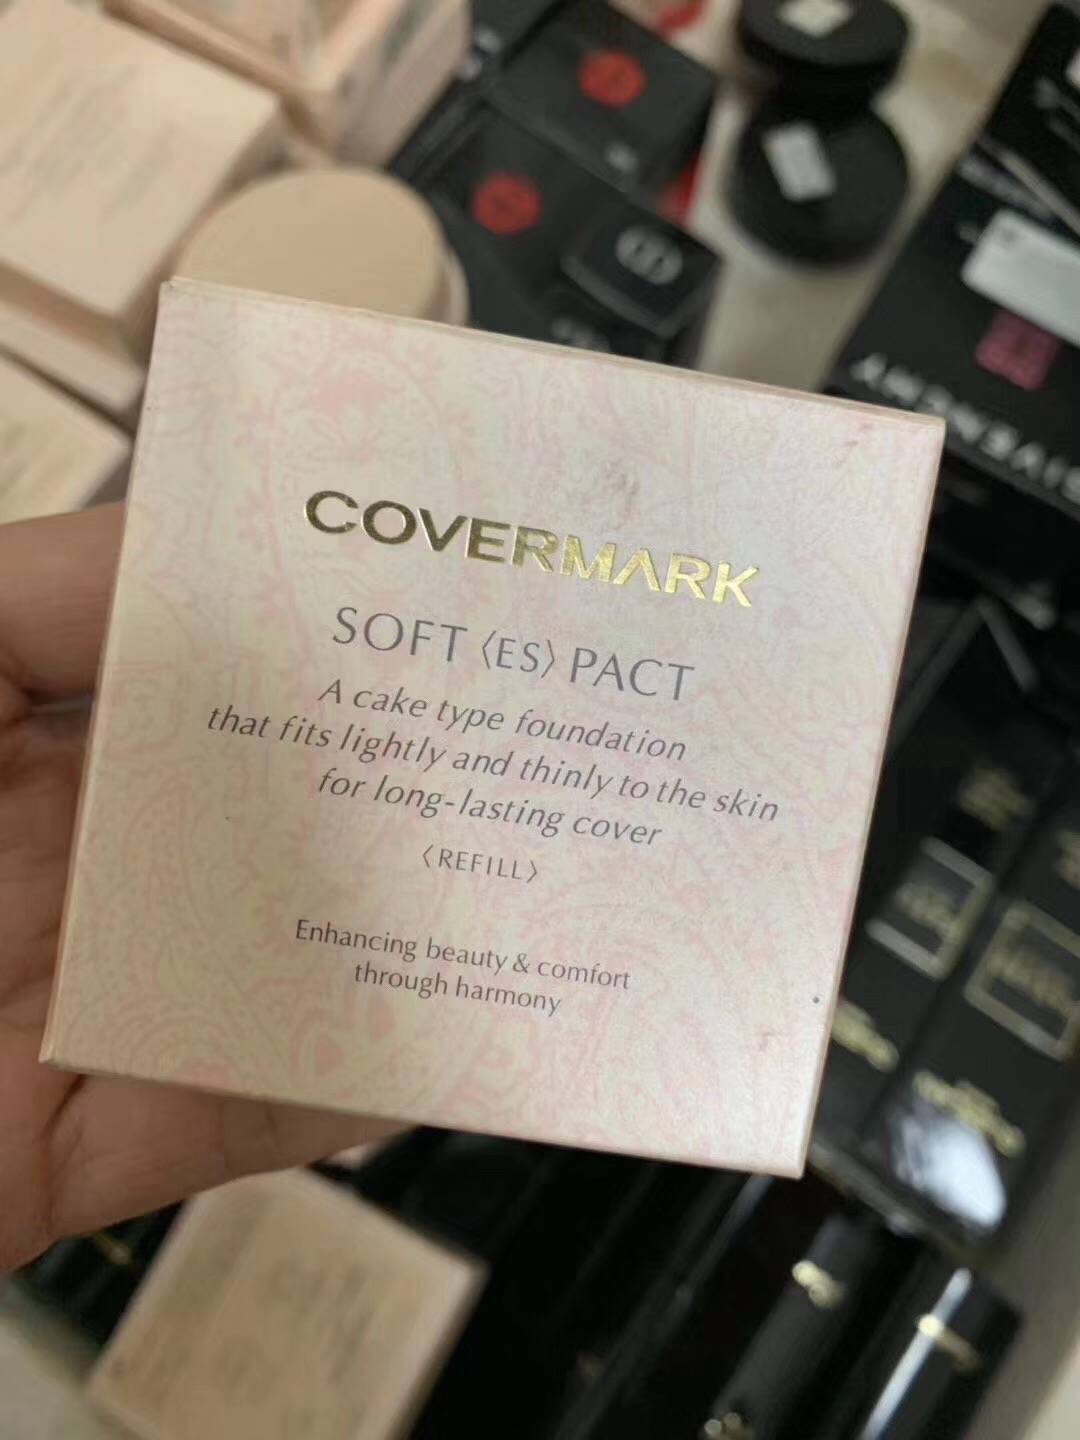 COVERMARK
SOFT 〈ES〉 PACT
A cake type foundation
that fits lightly and thinly to the skin
for long-lasting cover
〈REFILL〉
Enhancing beauty & comfort
through harmony